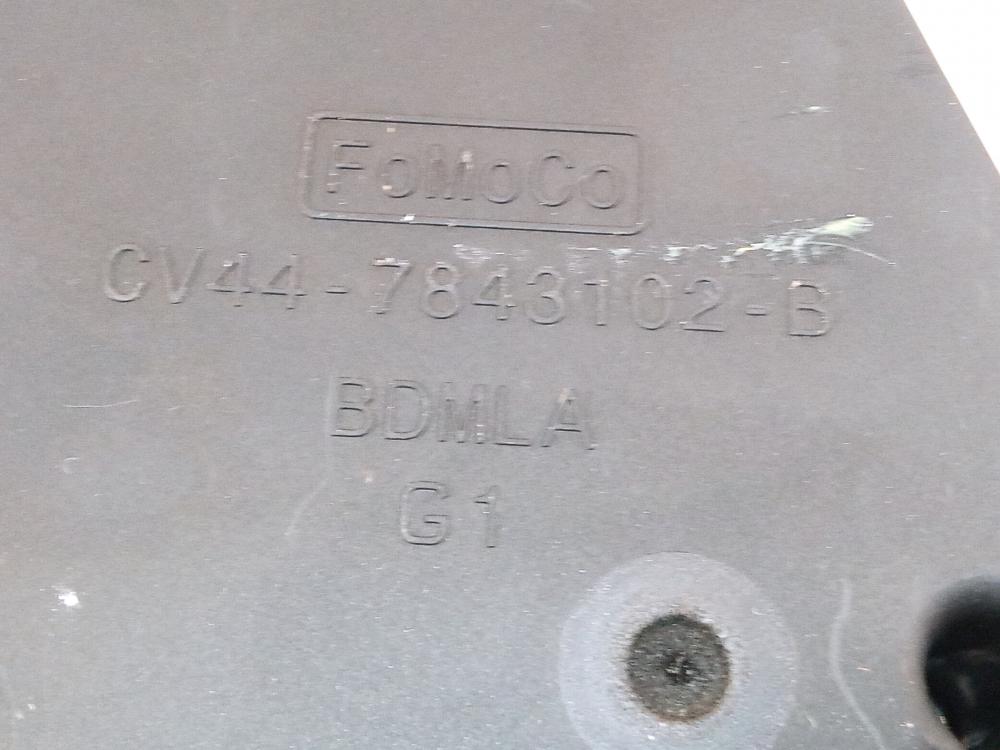 FoMoCo
CV44-7843102-B
BDMLA
G1